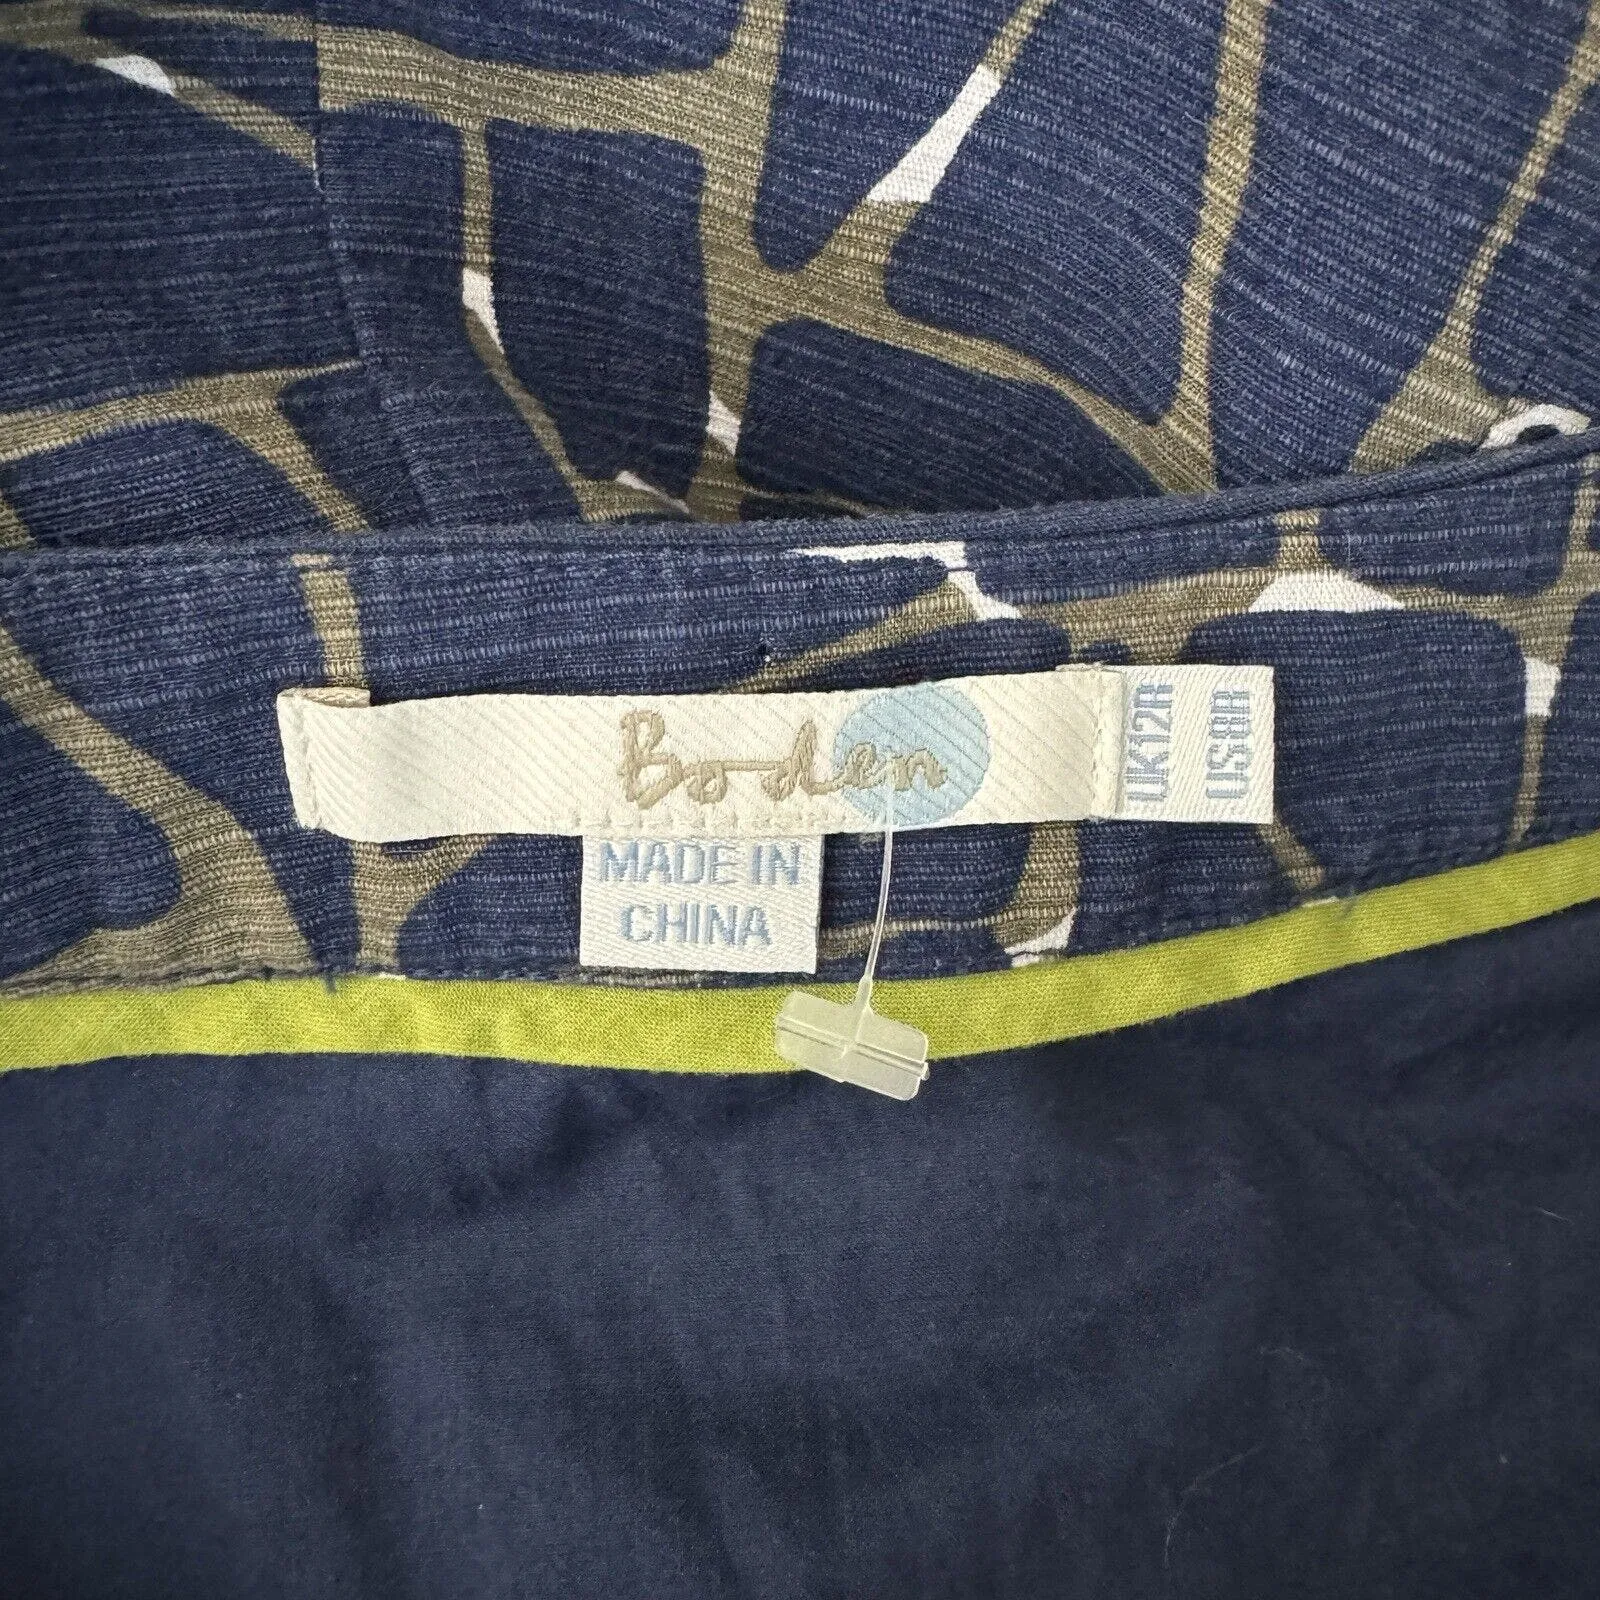 Boden
UK12R
US8R
MADE IN
CHINA